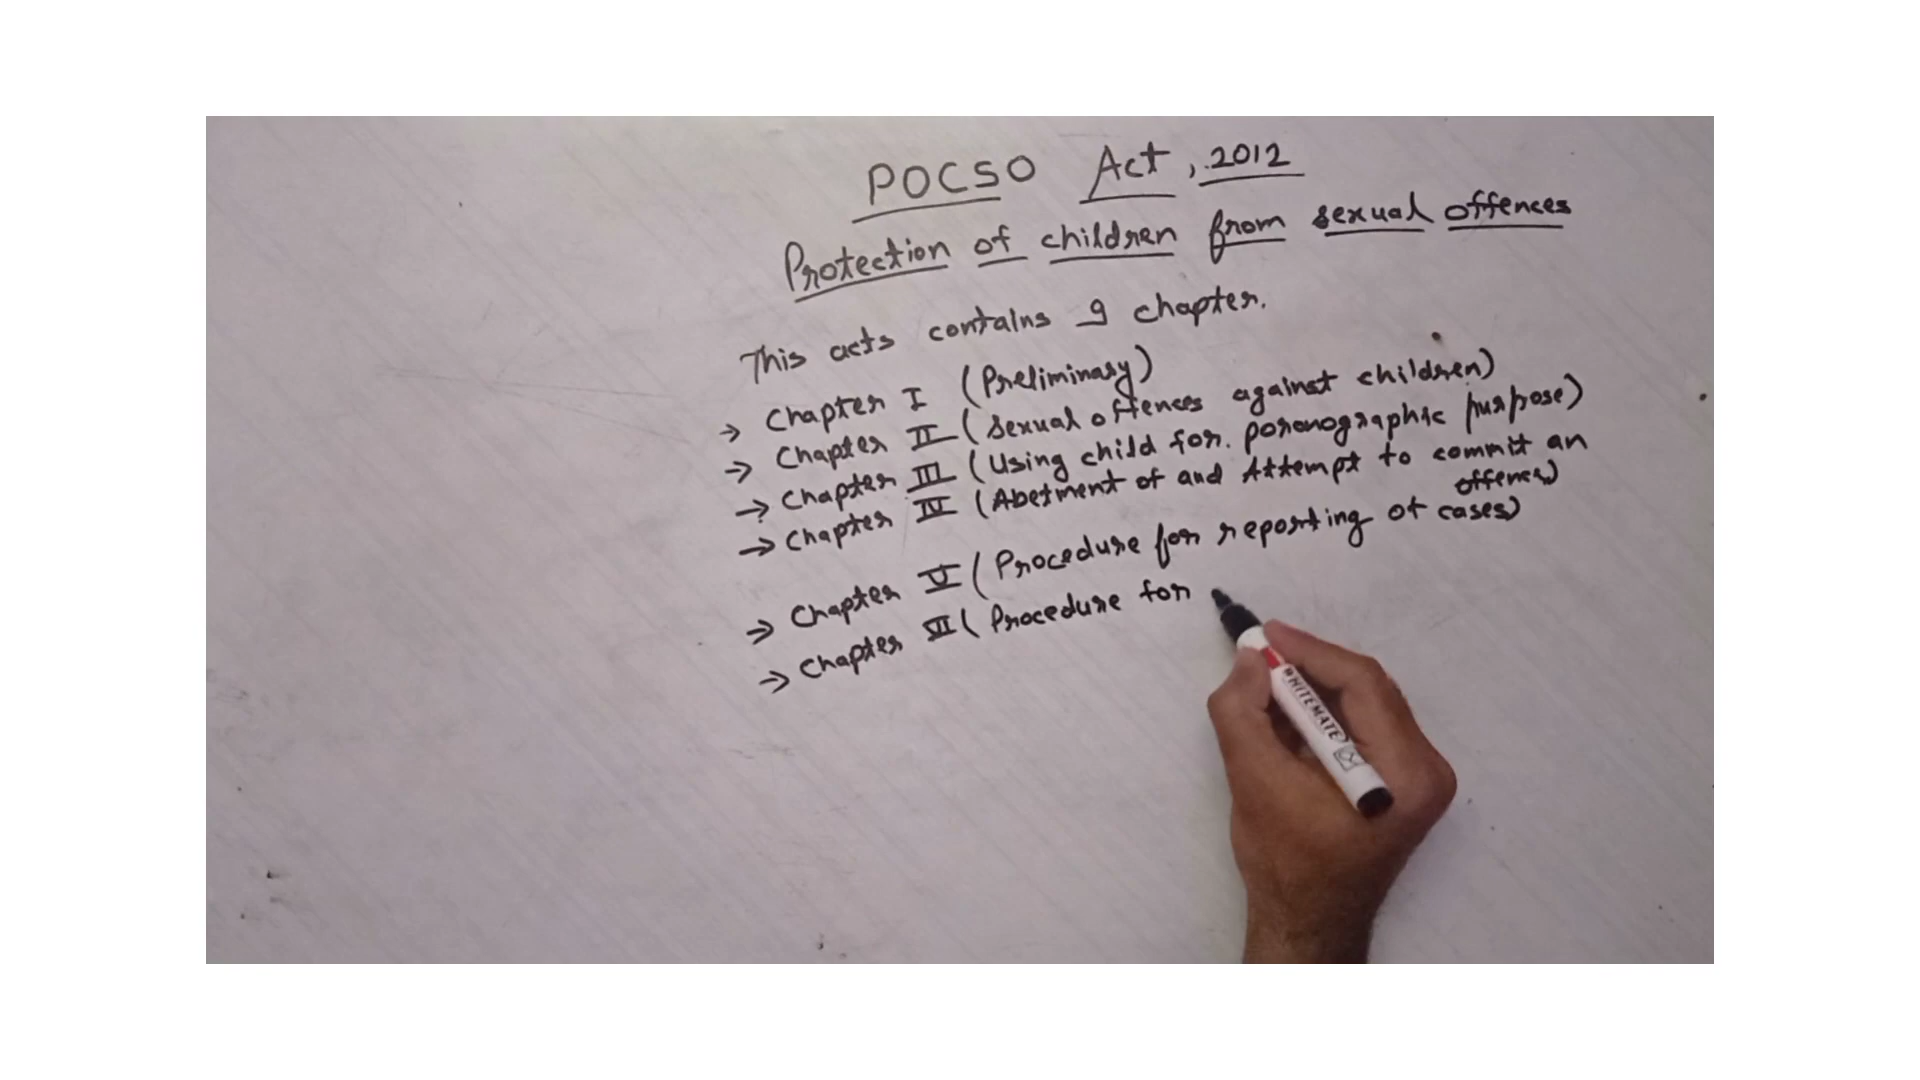 POCSO Act, 2012
Protection of children from sexual offences
This acts contains 9 chapter.
→ Chapter I (Preliminary)
→ Chapter II (Sexual offences against children)
→ Chapter III (Using child for. poronographic purpose)
→ Chapter IV (Abetment of and Attempt to commit an
offence)
→ Chapter V (Procedure for reporting of cases)
→ Chapter VI ( Procedure for
WHITEMATE